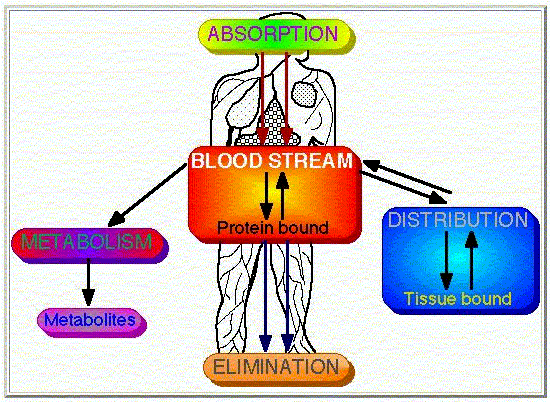 ABSORPTION
BLOOD STREAM
Protein bound
DISTRIBUTION
Tissue bound
METABOLISM
Metabolites
ELIMINATION